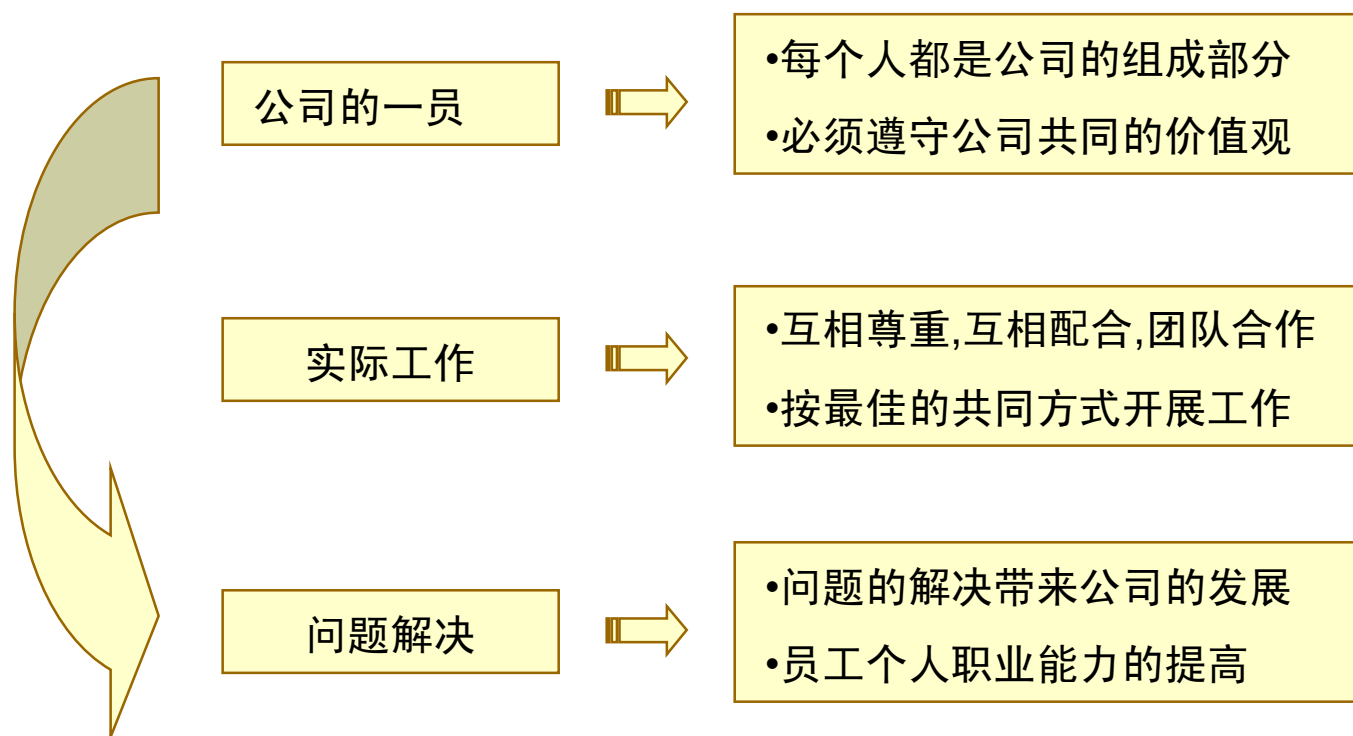 公司的一员
•每个人都是公司的组成部分
•必须遵守公司共同的价值观
实际工作
•互相尊重,互相配合,团队合作
•按最佳的共同方式开展工作
问题解决
•问题的解决带来公司的发展
•员工个人职业能力的提高